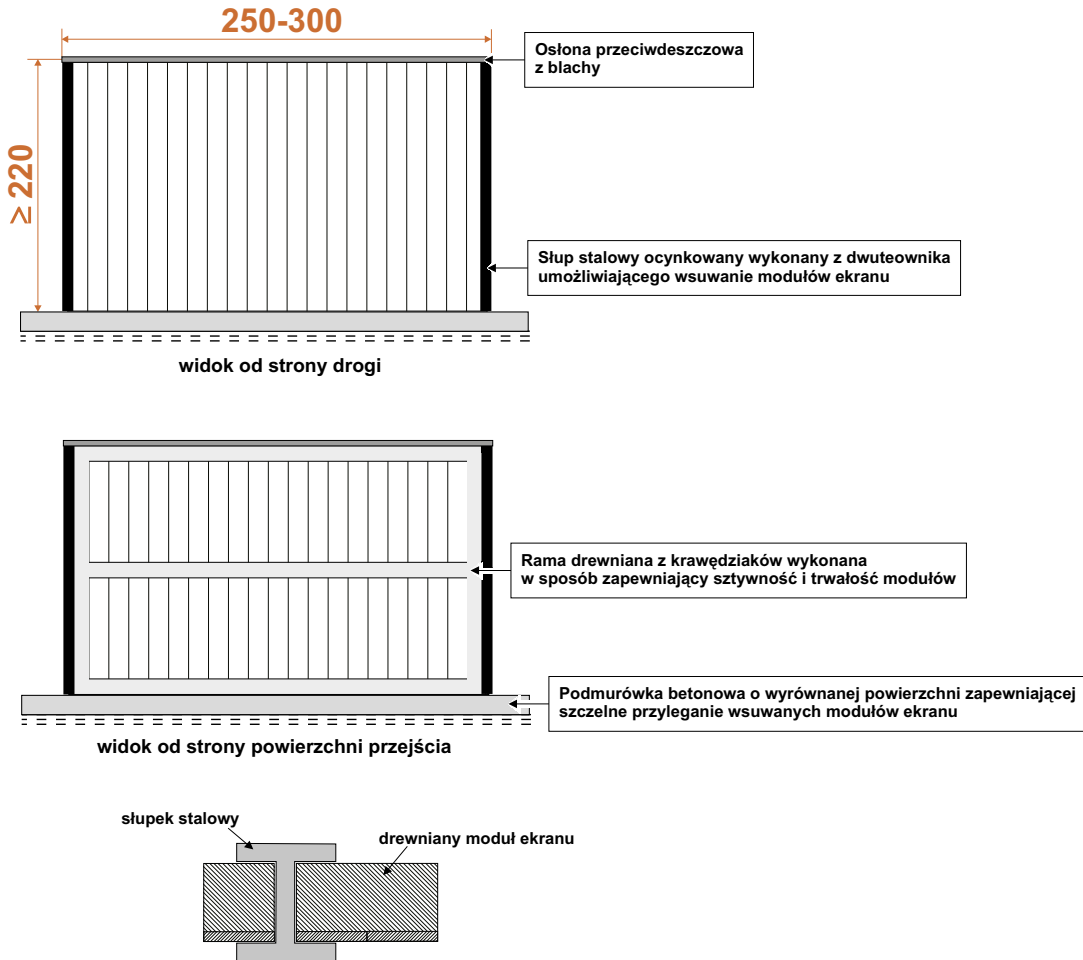 250-300
Osłona przeciwdeszczowa
z blachy
≥ 220
Słup stalowy ocynkowany wykonany z dwuteownika
umożliwiającego wsuwanie modułów ekranu
widok od strony drogi
Rama drewniana z krawędziaków wykonana
w sposób zapewniający sztywność i trwałość modułów
Podmurówka betonowa o wyrównanej powierzchni zapewniającej
szczelne przyleganie wsuwanych modułów ekranu
widok od strony powierzchni przejścia
słupek stalowy
drewniany moduł ekranu